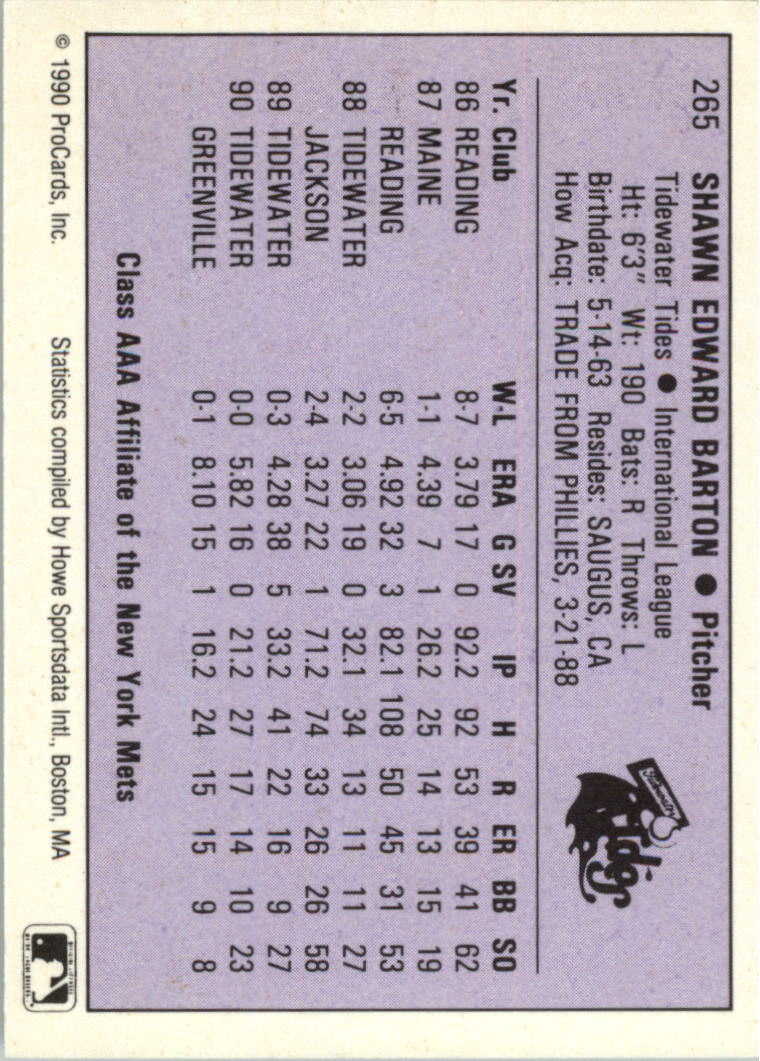 265 SHAWN EDWARD BARTON ● Pitcher
Tidewater Tides ● International League
Ht: 6'3" Wt: 190 Bats: R Throws: L
Birthdate: 5-14-63 Resides: SAUGUS, CA
How Acq: TRADE FROM PHILLIES, 3-21-88
Tidewater
Tides
Yr. Club W-L ERA G SV IP H R ER BB SO
86 READING 8-7 3.79 17 0 92.2 92 53 39 41 62
87 MAINE 1-1 4.39 7 1 26.2 25 14 13 15 19
READING 6-5 4.92 32 3 82.1 108 50 45 31 53
88 TIDEWATER 2-2 3.06 19 0 32.1 34 13 11 11 27
JACKSON 2-4 3.27 22 1 71.2 74 33 26 26 58
89 TIDEWATER 0-3 4.28 38 5 33.2 41 22 16 9 27
90 TIDEWATER 0-0 5.82 16 0 21.2 27 17 14 10 23
GREENVILLE 0-1 8.10 15 1 16.2 24 15 15 9 8
Class AAA Affiliate of the New York Mets
© 1990 ProCards, Inc. Statistics compiled by Howe Sportsdata Intl., Boston, MA